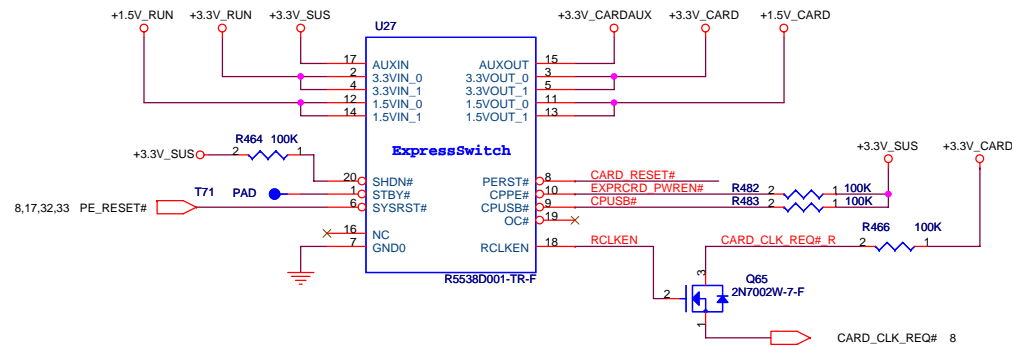 +1.5V_RUN +3.3V_RUN +3.3V_SUS +3.3V_CARDAUX +3.3V_CARD +1.5V_CARD
U27
17 AUXIN AUXOUT 15
2 3.3VIN_0 3.3VOUT_0 3
4 3.3VIN_1 3.3VOUT_1 5
12 1.5VIN_0 1.5VOUT_0 11
14 1.5VIN_1 1.5VOUT_1 13
R464 100K
+3.3V_SUS 2 1
ExpressSwitch
+3.3V_SUS +3.3V_CARD
20 SHDN# PERST# 8 CARD_RESET#
T71 PAD 1 STBY# CPPE# 10 EXPRCRD_PWREN# R482 2 1 100K
8,17,32,33 PE_RESET# 6 SYSRST# CPUSB# 9 CPUSB# R483 2 1 100K
OC# 19
16 NC
7 GND0 RCLKEN 18 RCLKEN
CARD_CLK_REQ#_R R466 100K
2 1
R5538D001-TR-F
3 Q65
2 2N7002W-7-F
1
CARD_CLK_REQ# 8